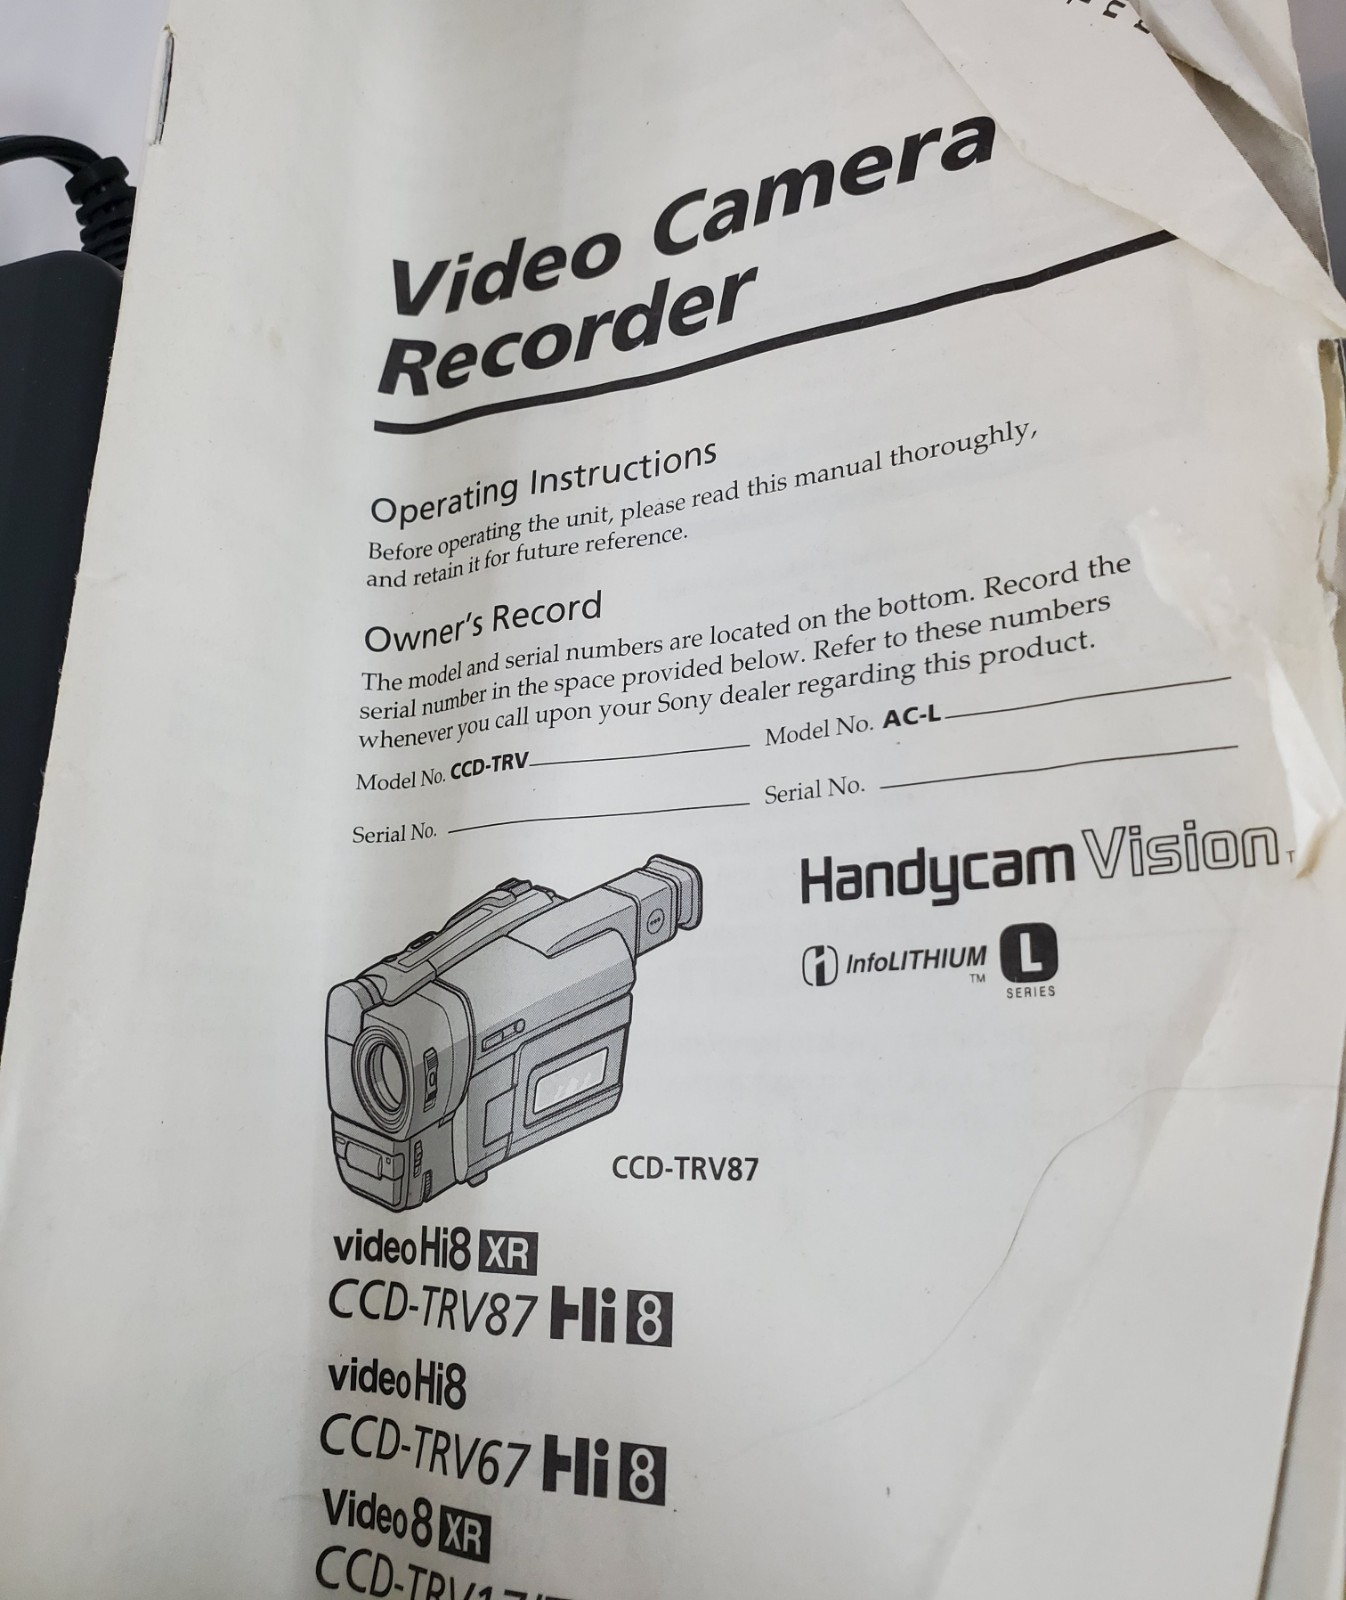 Video Camera
Recorder
Operating Instructions
Before operating the unit, please read this manual thoroughly,
and retain it for future reference.
Owner's Record
The model and serial numbers are located on the bottom. Record the
serial number in the space provided below. Refer to these numbers
whenever you call upon your Sony dealer regarding this product.
Model No. CCD-TRV Model No. AC-L
Serial No. Serial No.
Handycam Vision
InfoLITHIUM TM L SERIES
CCD-TRV87
video Hi8 XR
CCD-TRV87 Hi8
video Hi8
CCD-TRV67 Hi8
Video 8 XR